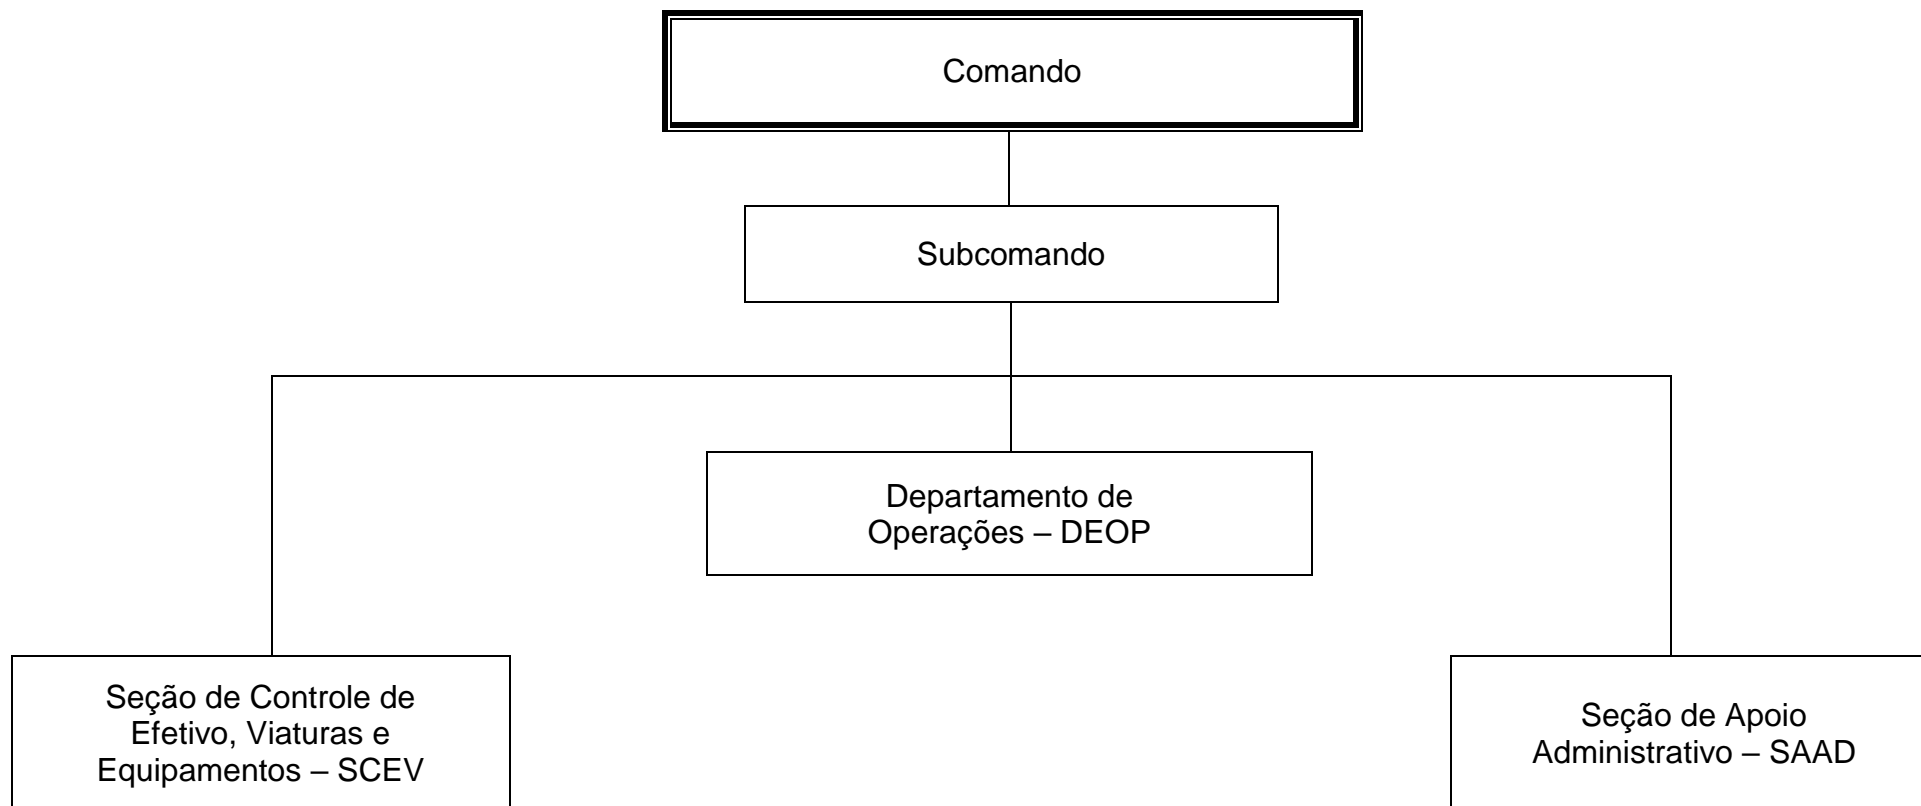 Comando
Subcomando
Departamento de
Operações – DEOP
Seção de Controle de
Efetivo, Viaturas e
Equipamentos – SCEV
Seção de Apoio
Administrativo – SAAD